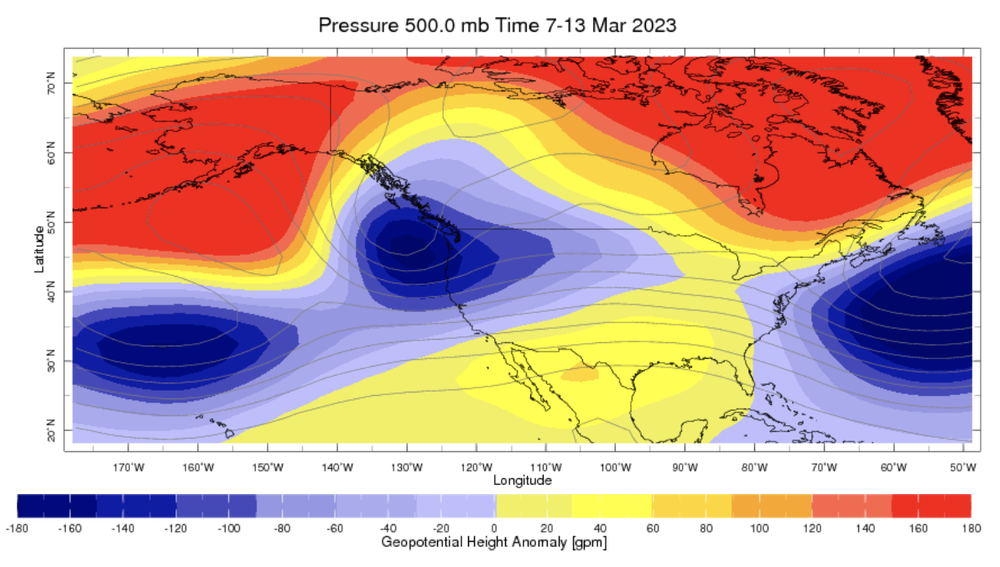 Pressure 500.0 mb Time 7-13 Mar 2023
70°N
60°N
50°N
40°N
30°N
20°N
Latitude
170°W 160°W 150°W 140°W 130°W 120°W 110°W 100°W 90°W 80°W 70°W 60°W 50°W
Longitude
-180 -160 -140 -120 -100 -80 -60 -40 -20 0 20 40 60 80 100 120 140 160 180
Geopotential Height Anomaly [gpm]